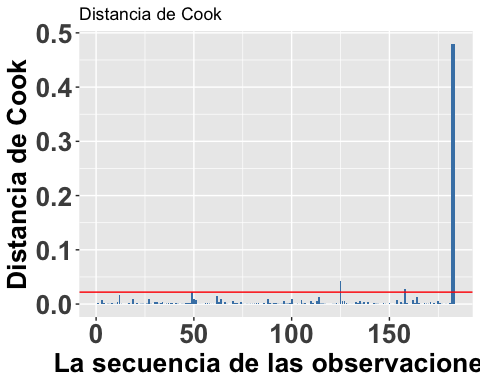 Distancia de Cook
Distancia de Cook
0.5
0.4
0.3
0.2
0.1
0.0
0 50 100 150
La secuencia de las observacione